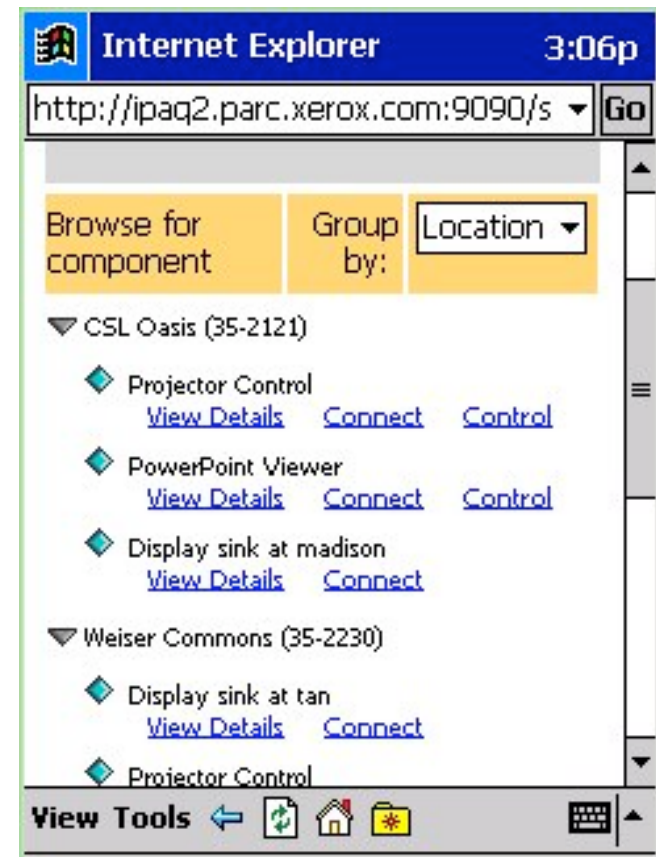 Internet Explorer 3:06p
http://ipaq2.parc.xerox.com:9090/s Go
Browse for component
Group by:
Location
CSL Oasis (35-2121)
Projector Control
View Details Connect Control
PowerPoint Viewer
View Details Connect Control
Display sink at madison
View Details Connect
Weiser Commons (35-2230)
Display sink at tan
View Details Connect
Projector Control
View Tools